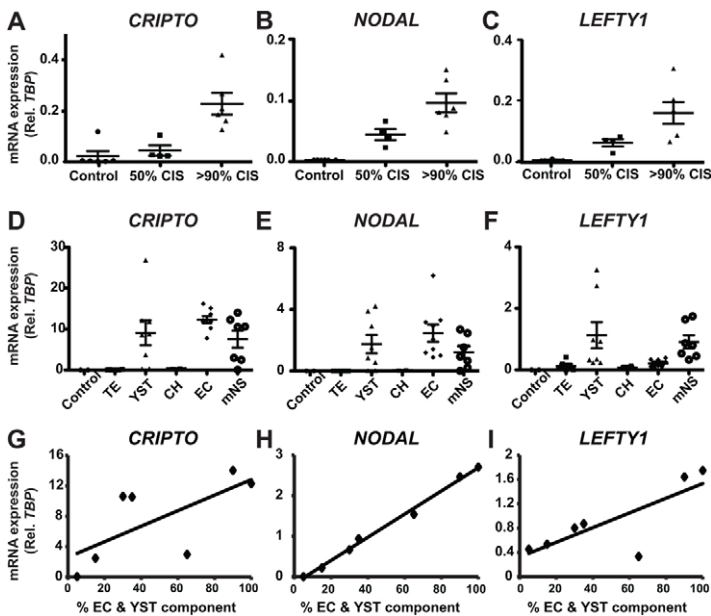 A CRIPTO
B NODAL
C LEFTY1
mRNA expression
(Rel. TBP)
0.4
0.2
0.0
Control 50% CIS >90% CIS
0.2
0.1
0.0
Control 50% CIS >90% CIS
0.4
0.2
0.0
Control 50% CIS >90% CIS
D CRIPTO
E NODAL
F LEFTY1
mRNA expression
(Rel. TBP)
30
20
10
0
Control TE YST CH EC mNS
8
4
0
Control TE YST CH EC mNS
4
2
0
Control TE YST CH EC mNS
G CRIPTO
H NODAL
I LEFTY1
mRNA expression
(Rel. TBP)
16
12
8
4
0
0 20 40 60 80 100
% EC & YST component
3
2
1
0
0 20 40 60 80 100
% EC & YST component
2
1.6
1.2
0.8
0.4
0
0 20 40 60 80 100
% EC & YST component